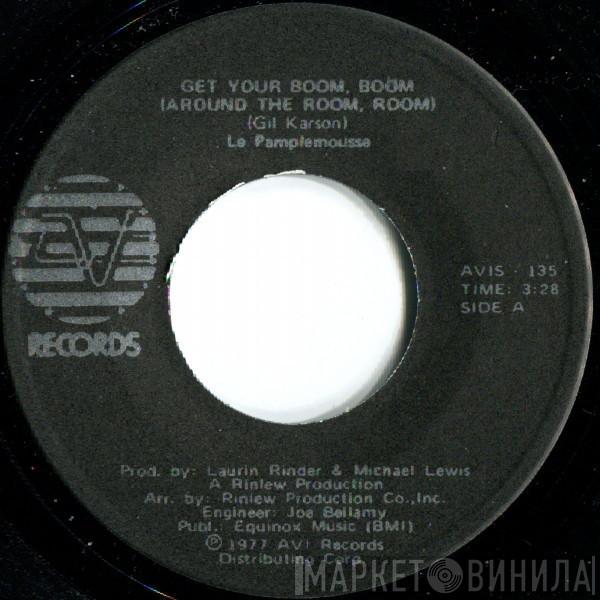 GET YOUR BOOM, BOOM
(AROUND THE ROOM, ROOM)
(Gil Karson)
Le Pamplemousse
AVI
RECORDS
AVIS - 135
TIME: 3:28
SIDE A
Prod. by: Laurin Rinder & Michael Lewis
A Rinlew Production
Arr. by: Rinlew Production Co., Inc.
Engineer: Joe Bellamy
Publ.: Equinox Music (BMI)
Ⓟ 1977 AVI Records
Distributing Corp.
МАРКЕТ ВИНИЛА